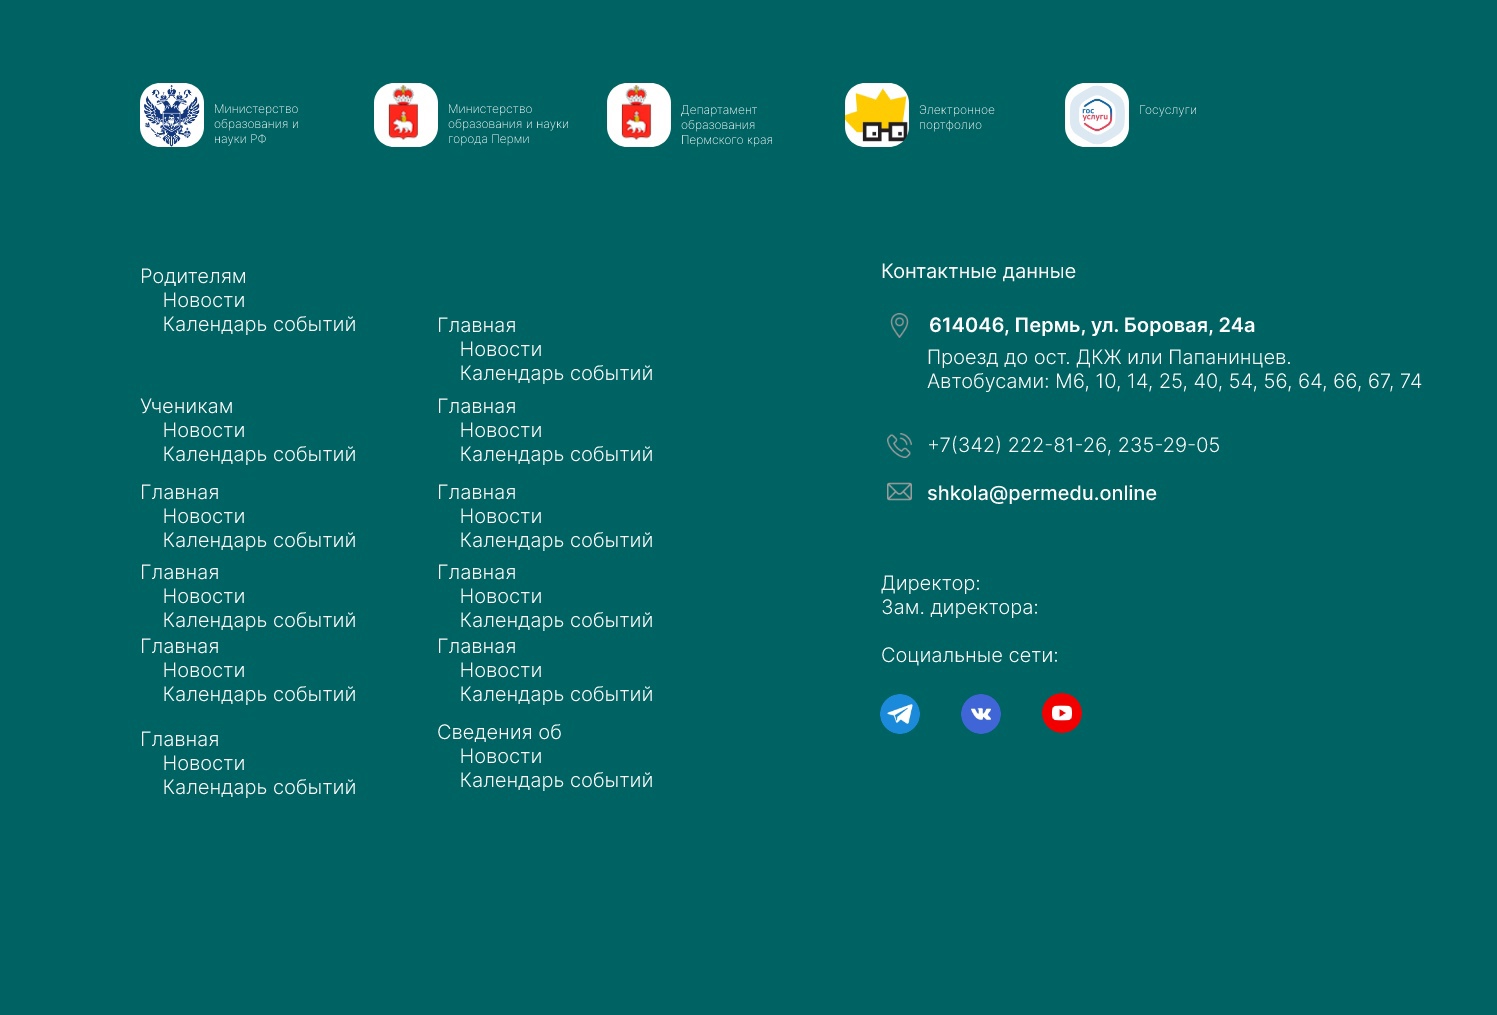 Министерство
образования и
науки РФ
Министерство
образования и науки
города Перми
Департамент
образования
Пермского края
Электронное
портфолио
гос
услуги
Госуслуги
Родителям
Новости
Календарь событий
Ученикам
Новости
Календарь событий
Главная
Новости
Календарь событий
Главная
Новости
Календарь событий
Главная
Новости
Календарь событий
Главная
Новости
Календарь событий
Главная
Новости
Календарь событий
Главная
Новости
Календарь событий
Главная
Новости
Календарь событий
Главная
Новости
Календарь событий
Главная
Новости
Календарь событий
Сведения об
Новости
Календарь событий
Контактные данные
614046, Пермь, ул. Боровая, 24а
Проезд до ост. ДКЖ или Папанинцев.
Автобусами: М6, 10, 14, 25, 40, 54, 56, 64, 66, 67, 74
+7(342) 222-81-26, 235-29-05
shkola@permedu.online
Директор:
Зам. директора:
Социальные сети: